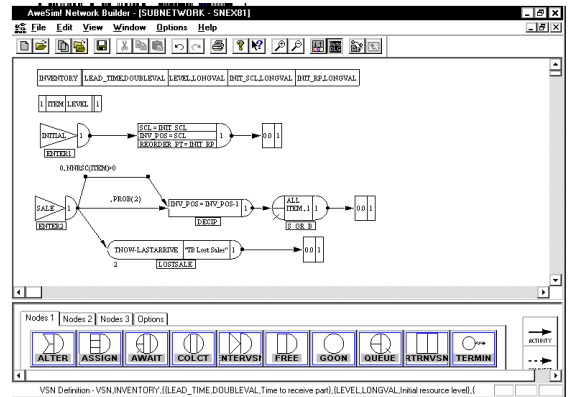 AweSim! Network Builder - [SUBNETWORK - SNEX81]
File Edit View Window Options Help
INVENTORY LEAD_TIME,DOUBLEVAL LEVEL,LONGVAL INIT_SCL,LONGVAL INIT_RP,LONGVAL
1 ITEM LEVEL 1
INITIAL 1
SCL = INIT_SCL
INV_POS = SCL
REORDER_PT = INIT_RP
1
0.0 1
ENTER1
0,NNRSC(ITEM)>0
SALE 1
,PROB(.2)
INV_POS = INV_POS-1 1
ALL
ITEM,1
1
0.0 1
ENTER2
DECIP
S_OR_B
TNOW-LASTARRIVE "TB Lost Sales" 1
0.0 1
2
LOSTSALE
Nodes 1 Nodes 2 Nodes 3 Options
ALTER ASSIGN AWAIT COLCT ENTERVSN FREE GOON QUEUE RTRNVSN TERMIN
ACTIVITY
VSN Definition - VSN,INVENTORY,{{LEAD_TIME,DOUBLEVAL,Time to receive part},{LEVEL,LONGVAL,Initial resource level},{